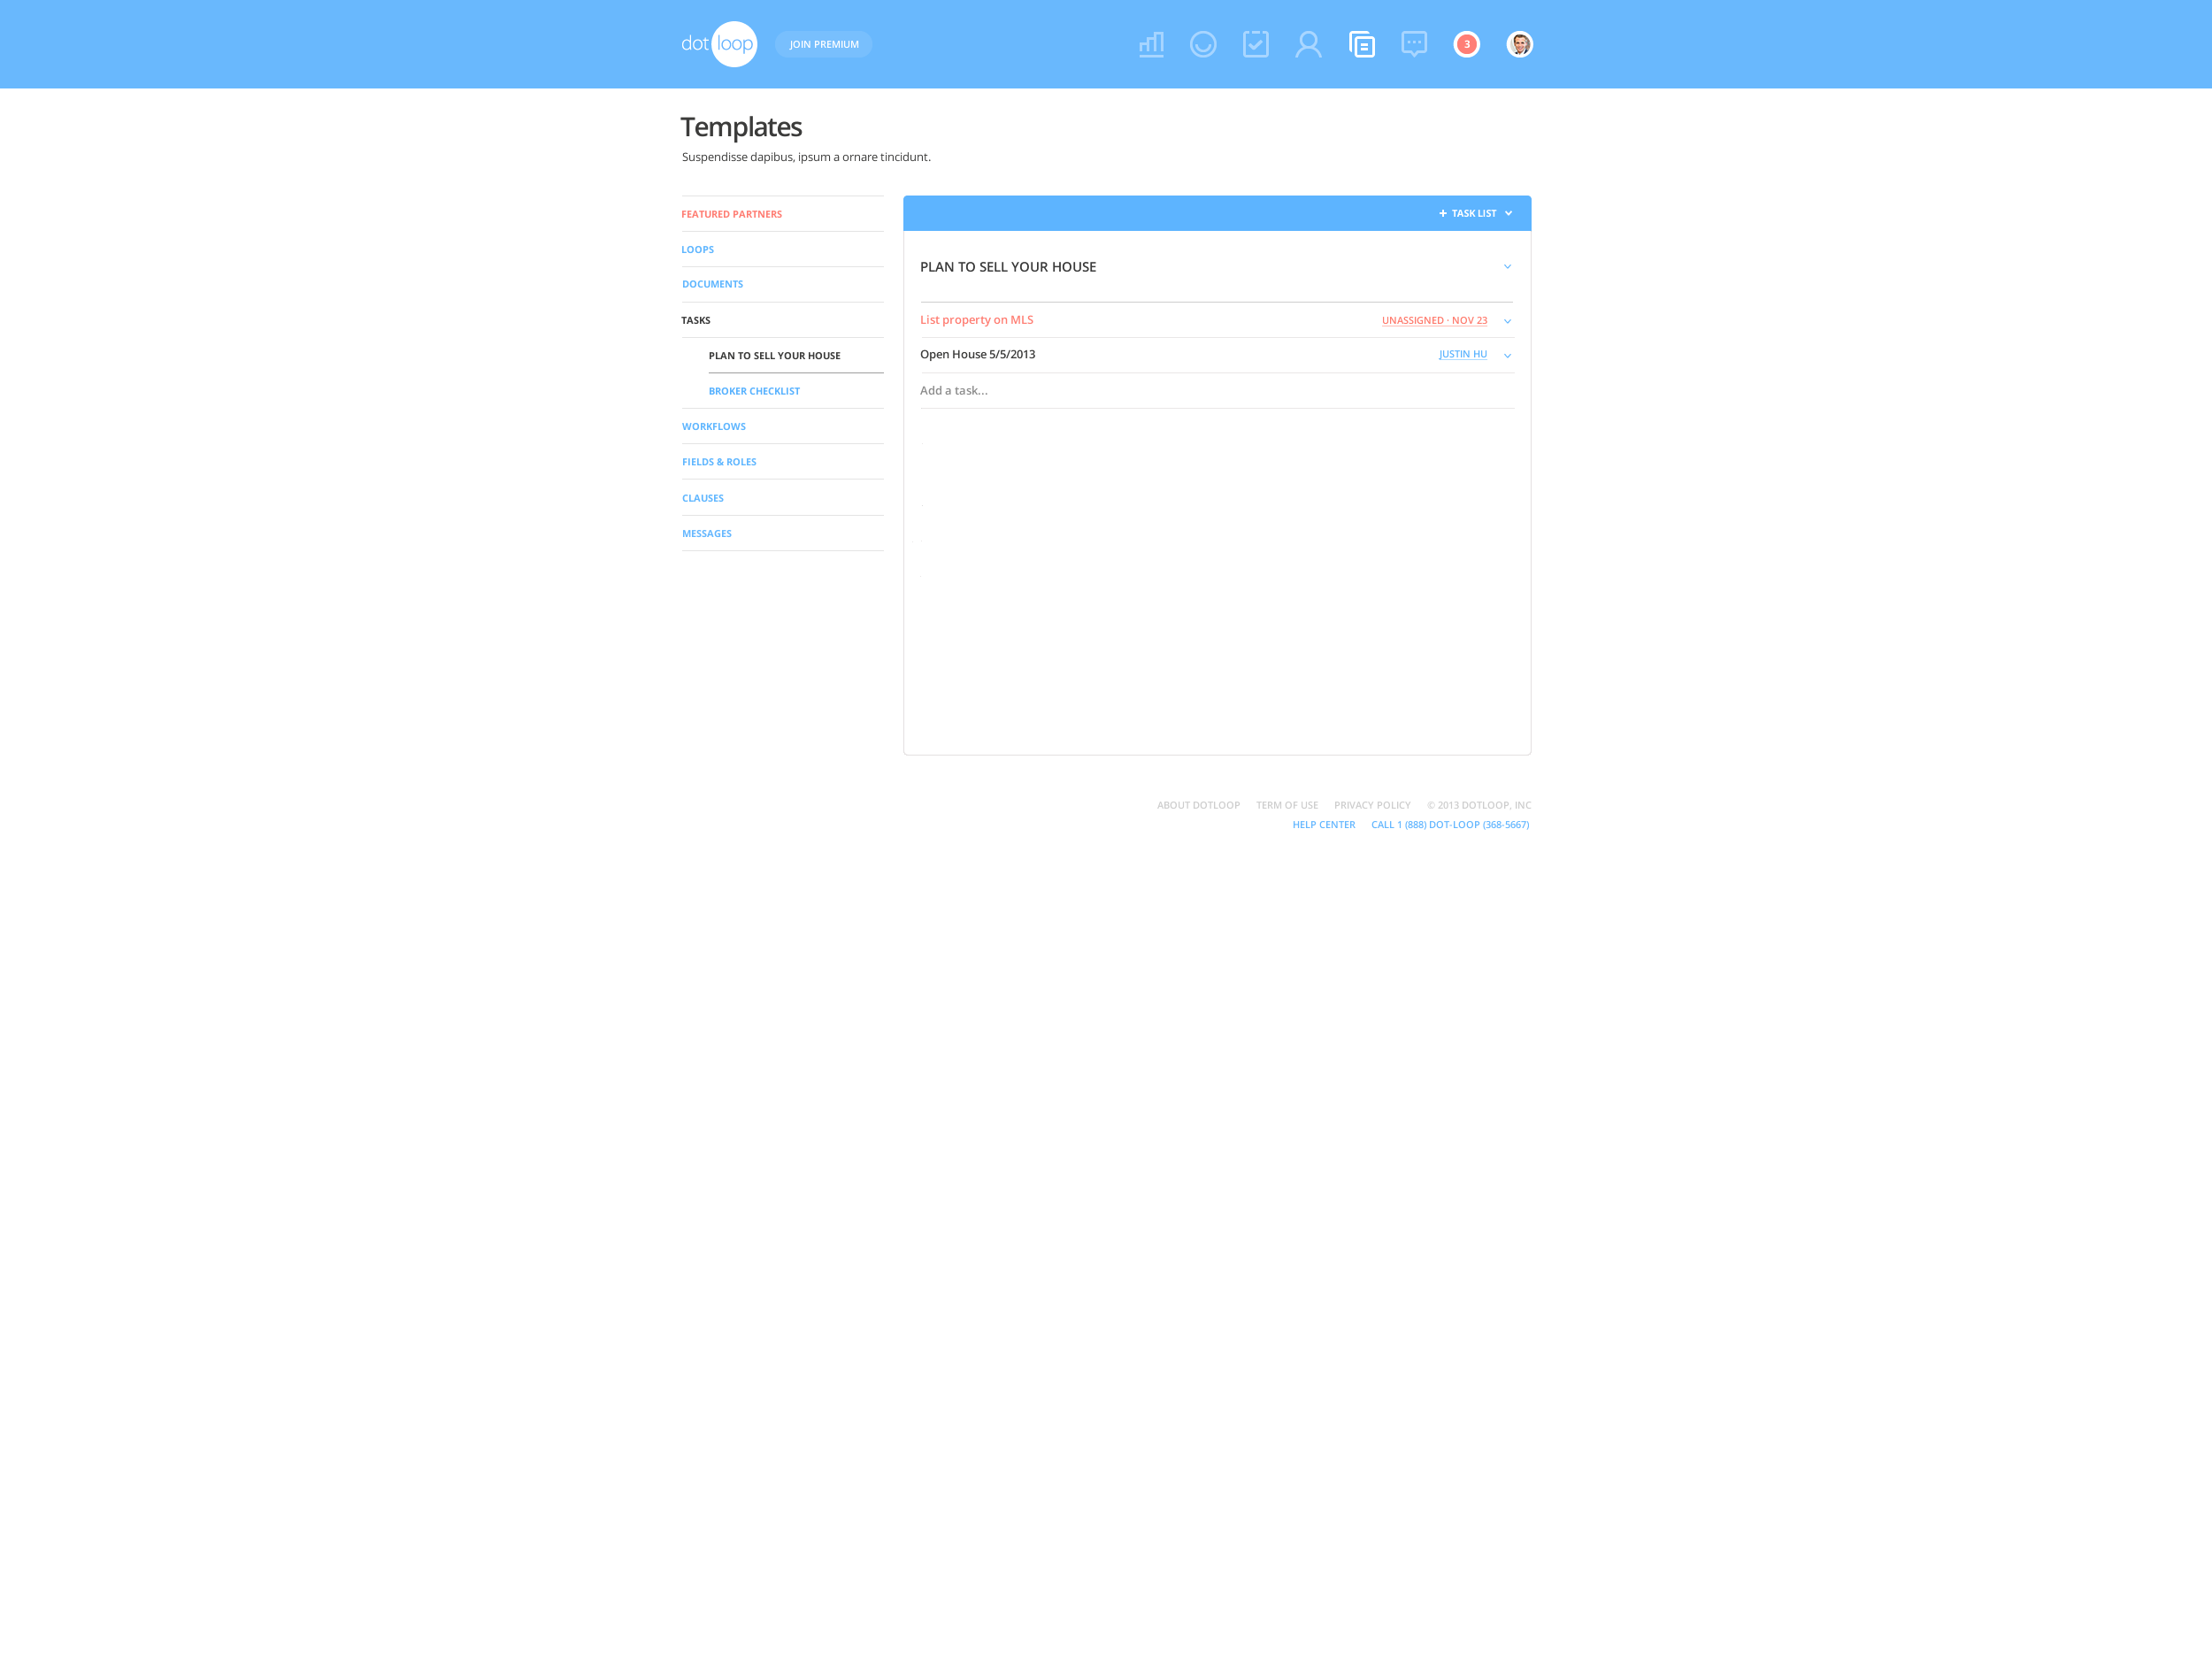 dotloop JOIN PREMIUM 3
Templates
Suspendisse dapibus, ipsum a ornare tincidunt.
FEATURED PARTNERS
LOOPS
DOCUMENTS
TASKS
PLAN TO SELL YOUR HOUSE
BROKER CHECKLIST
WORKFLOWS
FIELDS & ROLES
CLAUSES
MESSAGES
+ TASK LIST
PLAN TO SELL YOUR HOUSE
List property on MLS UNASSIGNED · NOV 23
Open House 5/5/2013 JUSTIN HU
Add a task...
ABOUT DOTLOOP TERM OF USE PRIVACY POLICY © 2013 DOTLOOP, INC
HELP CENTER CALL 1 (888) DOT-LOOP (368-5667)